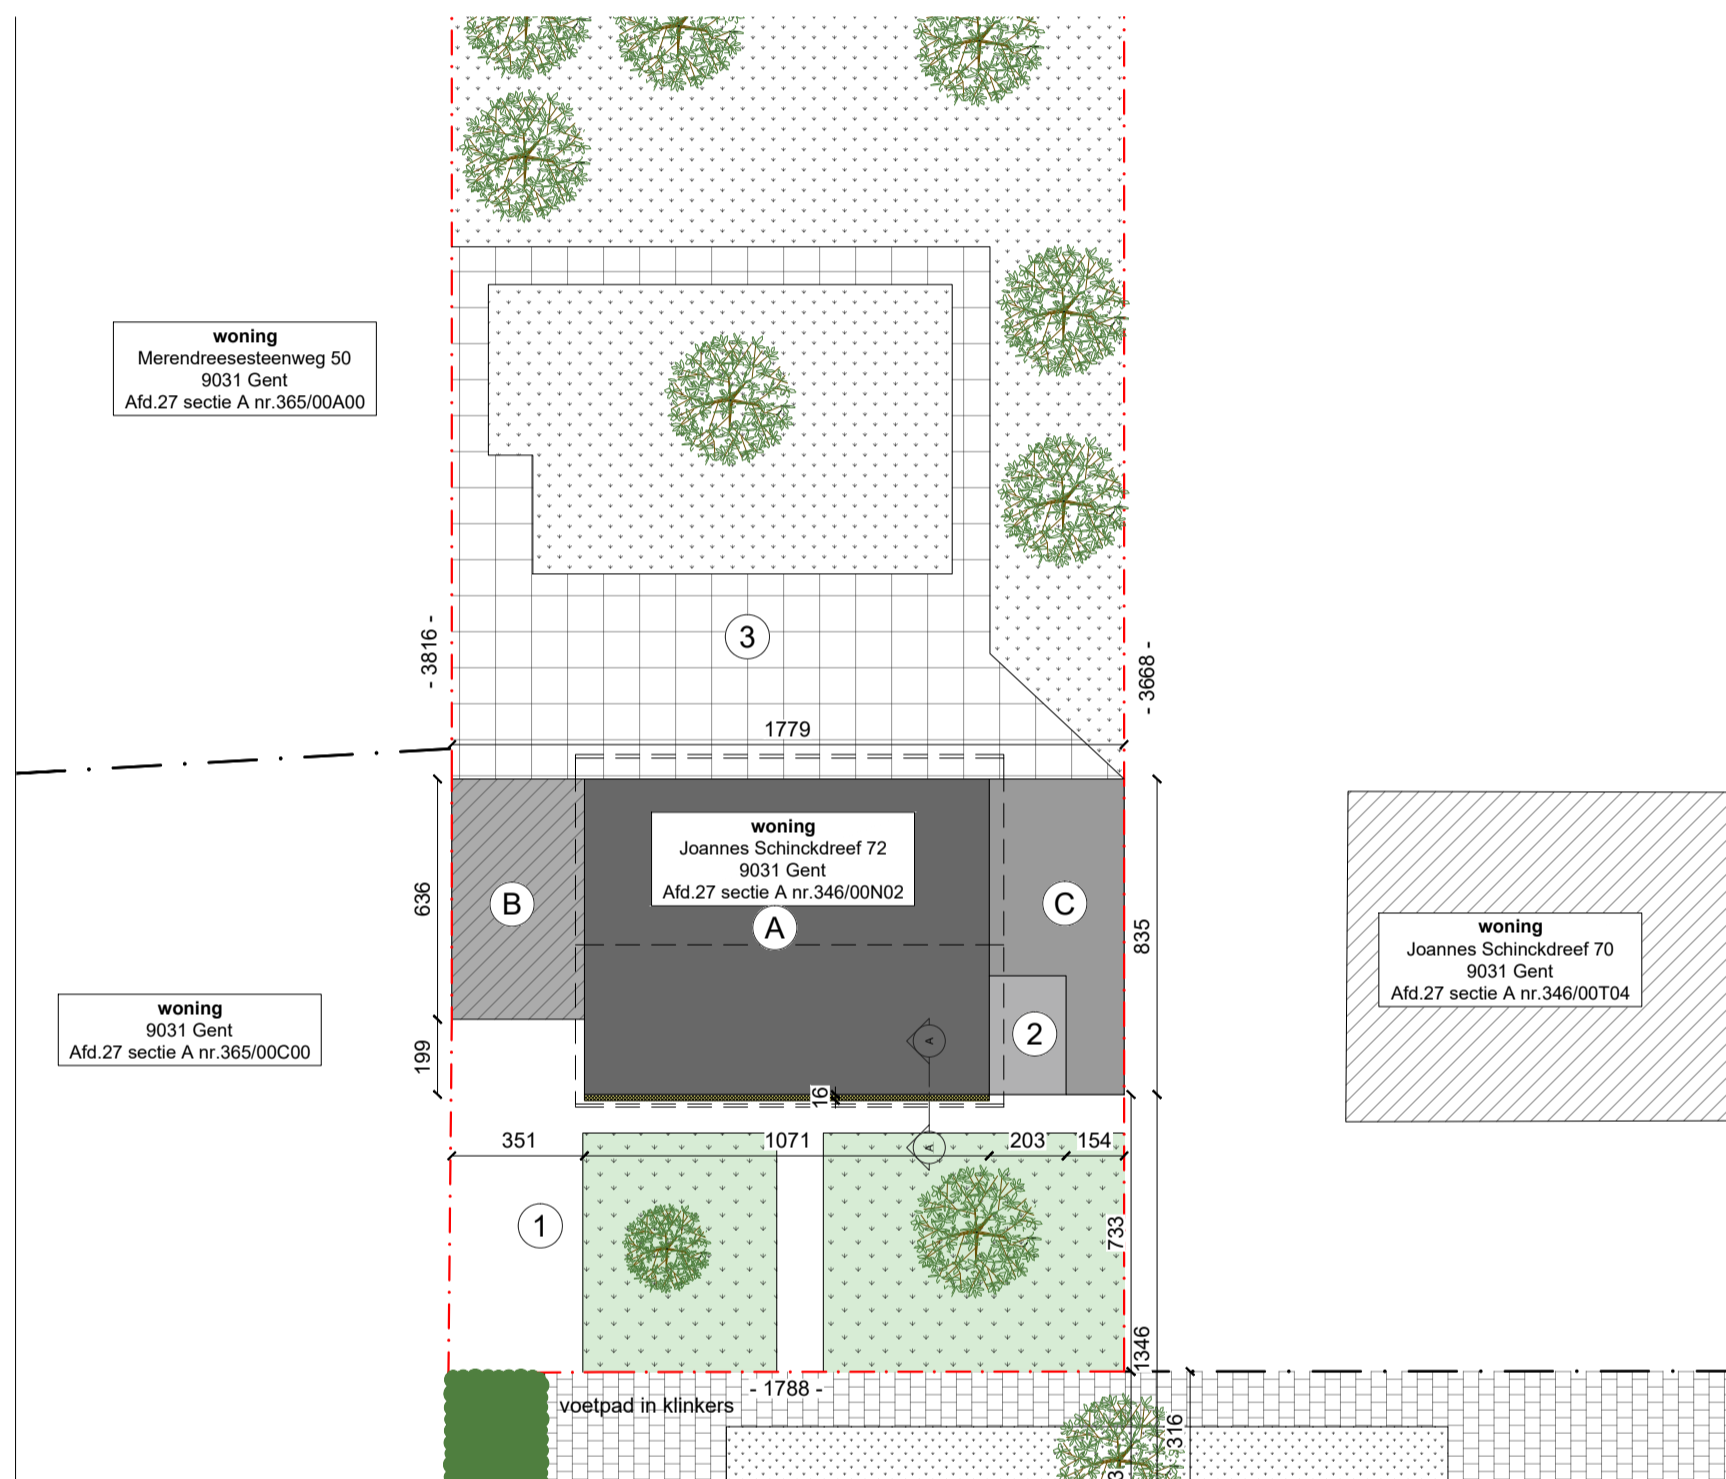 woning
Merendreesesteenweg 50
9031 Gent
Afd.27 sectie A nr.365/00A00
3
- 3816 -
- 3668 -
1779
woning
Joannes Schinckdreef 72
9031 Gent
Afd.27 sectie A nr.346/00N02
A
B
C
636
835
woning
Joannes Schinckdreef 70
9031 Gent
Afd.27 sectie A nr.346/00T04
woning
9031 Gent
Afd.27 sectie A nr.365/00C00
2
A
199
16
351
1071
203
154
A
1
733
1346
- 1788 -
voetpad in klinkers
316